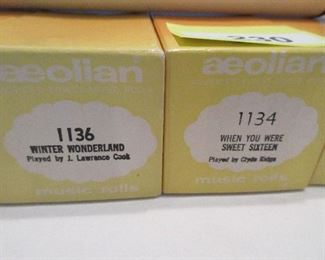 230
aeolian
1136
WINTER WONDERLAND
Played by J. Lawrence Cook
music rolls
aeolian
1134
WHEN YOU WERE
SWEET SIXTEEN
Played by Clyde Ridge
music rolls